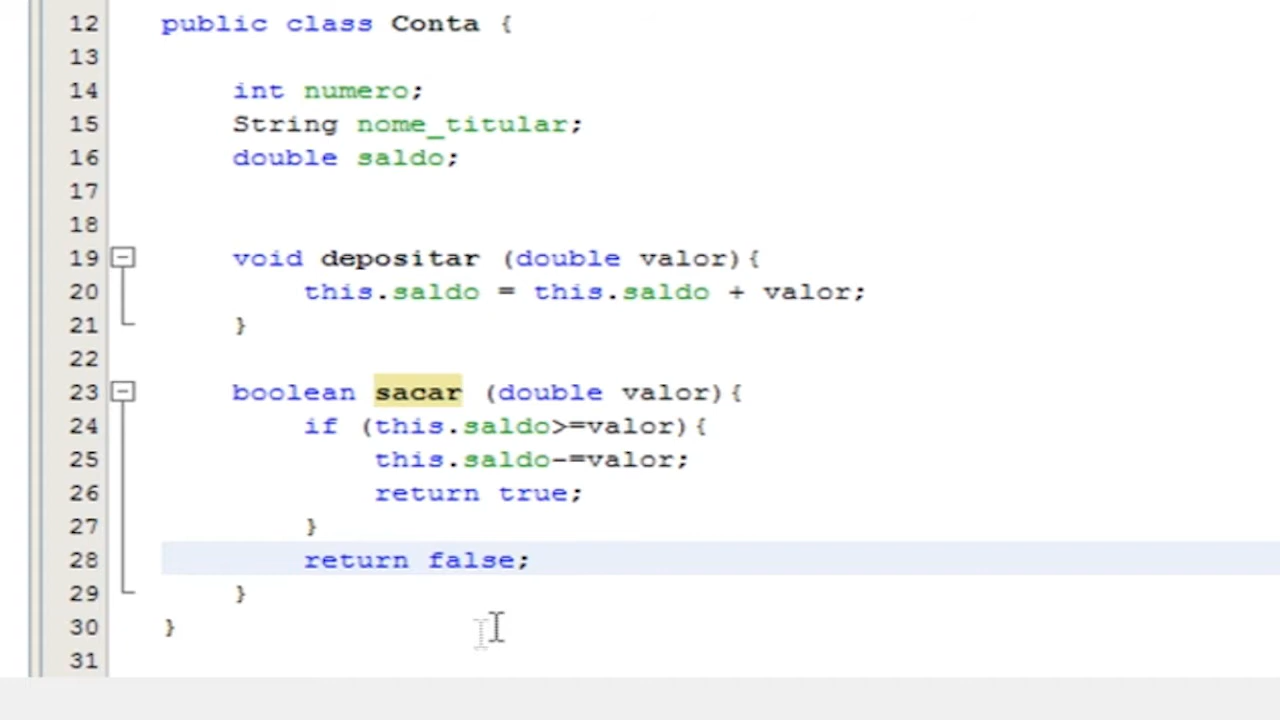 12 public class Conta {
13
14 int numero;
15 String nome_titular;
16 double saldo;
17
18
19 void depositar (double valor){
20 this.saldo = this.saldo + valor;
21 }
22
23 boolean sacar (double valor){
24 if (this.saldo>=valor){
25 this.saldo-=valor;
26 return true;
27 }
28 return false;
29 }
30 }
31